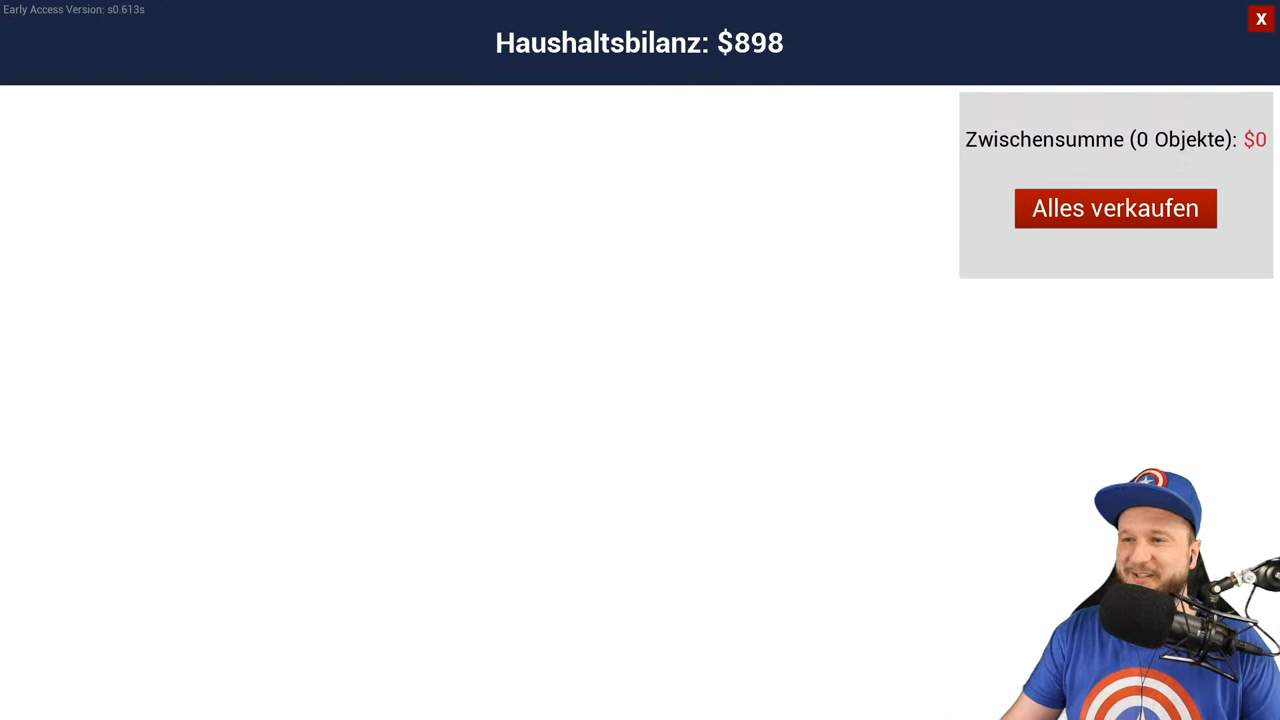 Early Access Version: s0.613s
X
Haushaltsbilanz: $898
Zwischensumme (0 Objekte): $0
Alles verkaufen